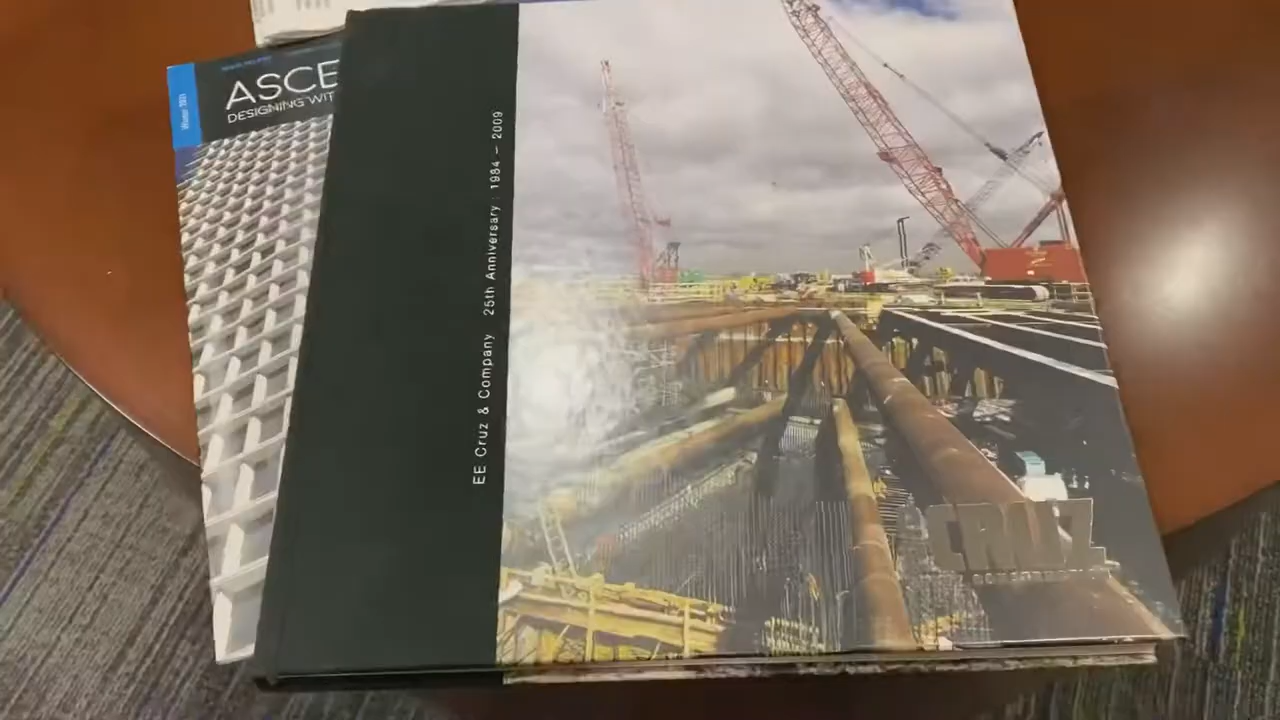 ASCE
DESIGNING WIT
EE Cruz & Company 25th Anniversary : 1984 – 2009
CRUZ